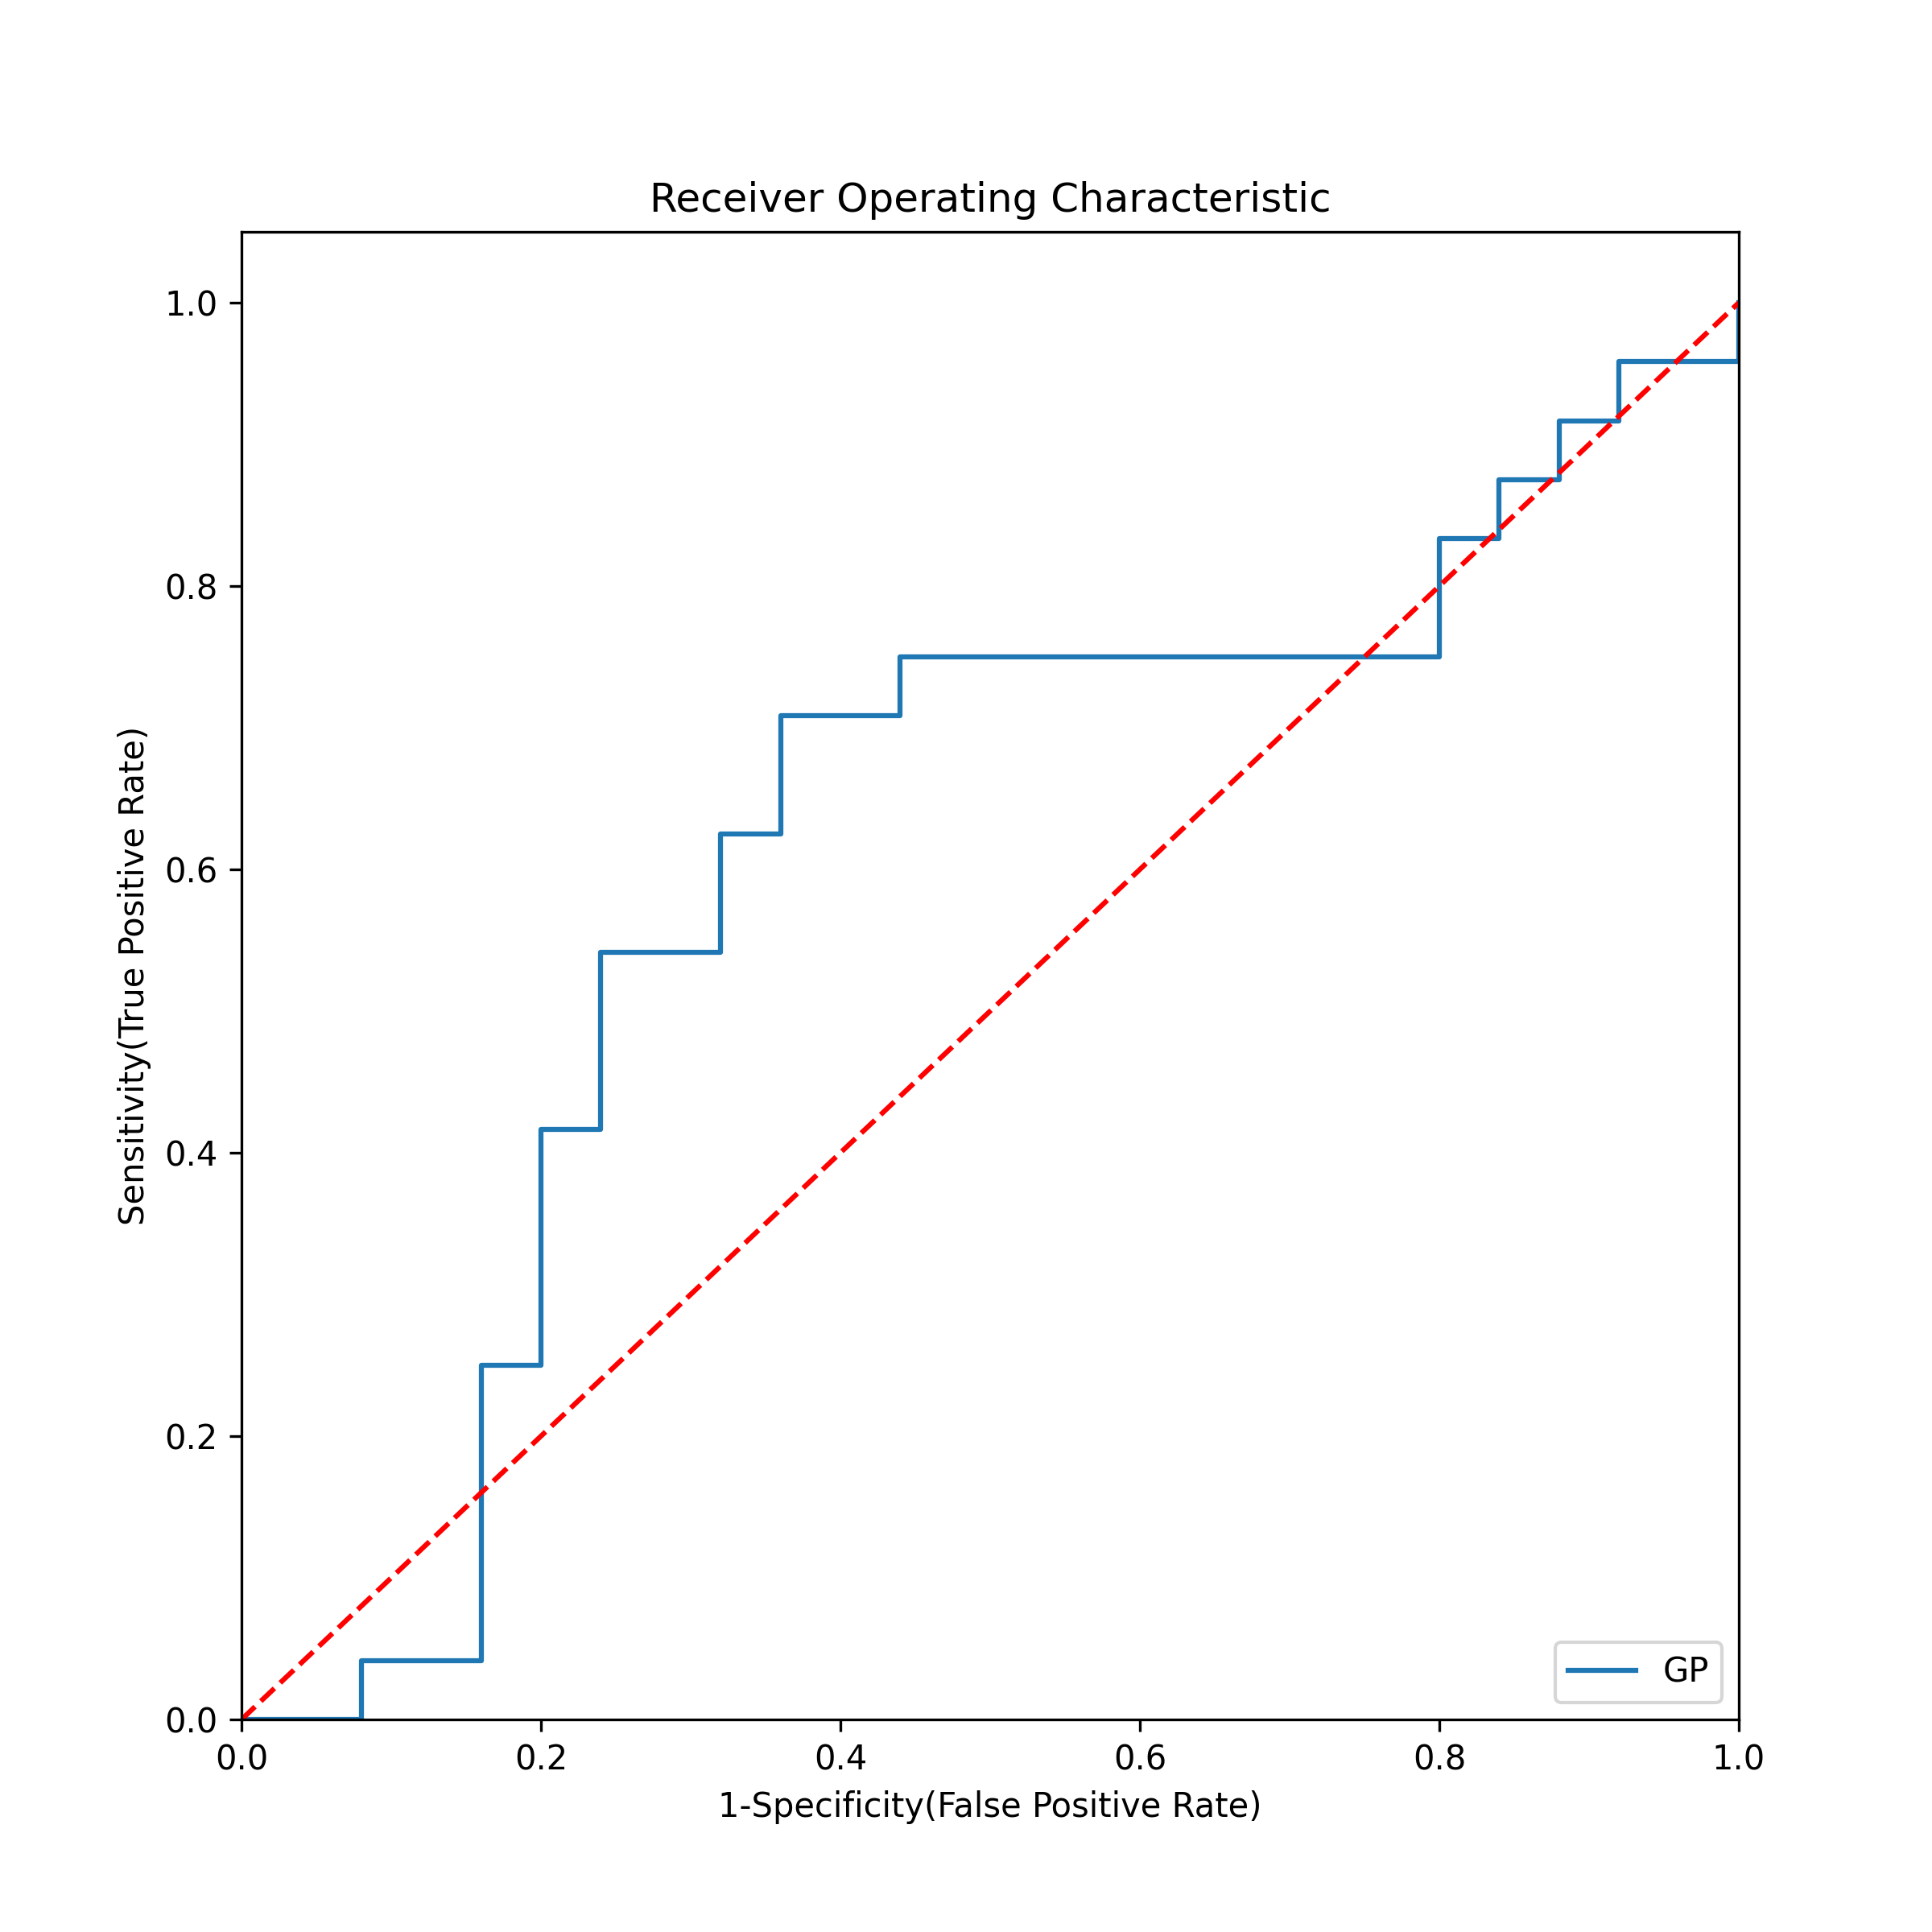 Receiver Operating Characteristic
1.0
0.8
0.6
0.4
0.2
0.0
Sensitivity(True Positive Rate)
0.0 0.2 0.4 0.6 0.8 1.0
1-Specificity(False Positive Rate)
GP